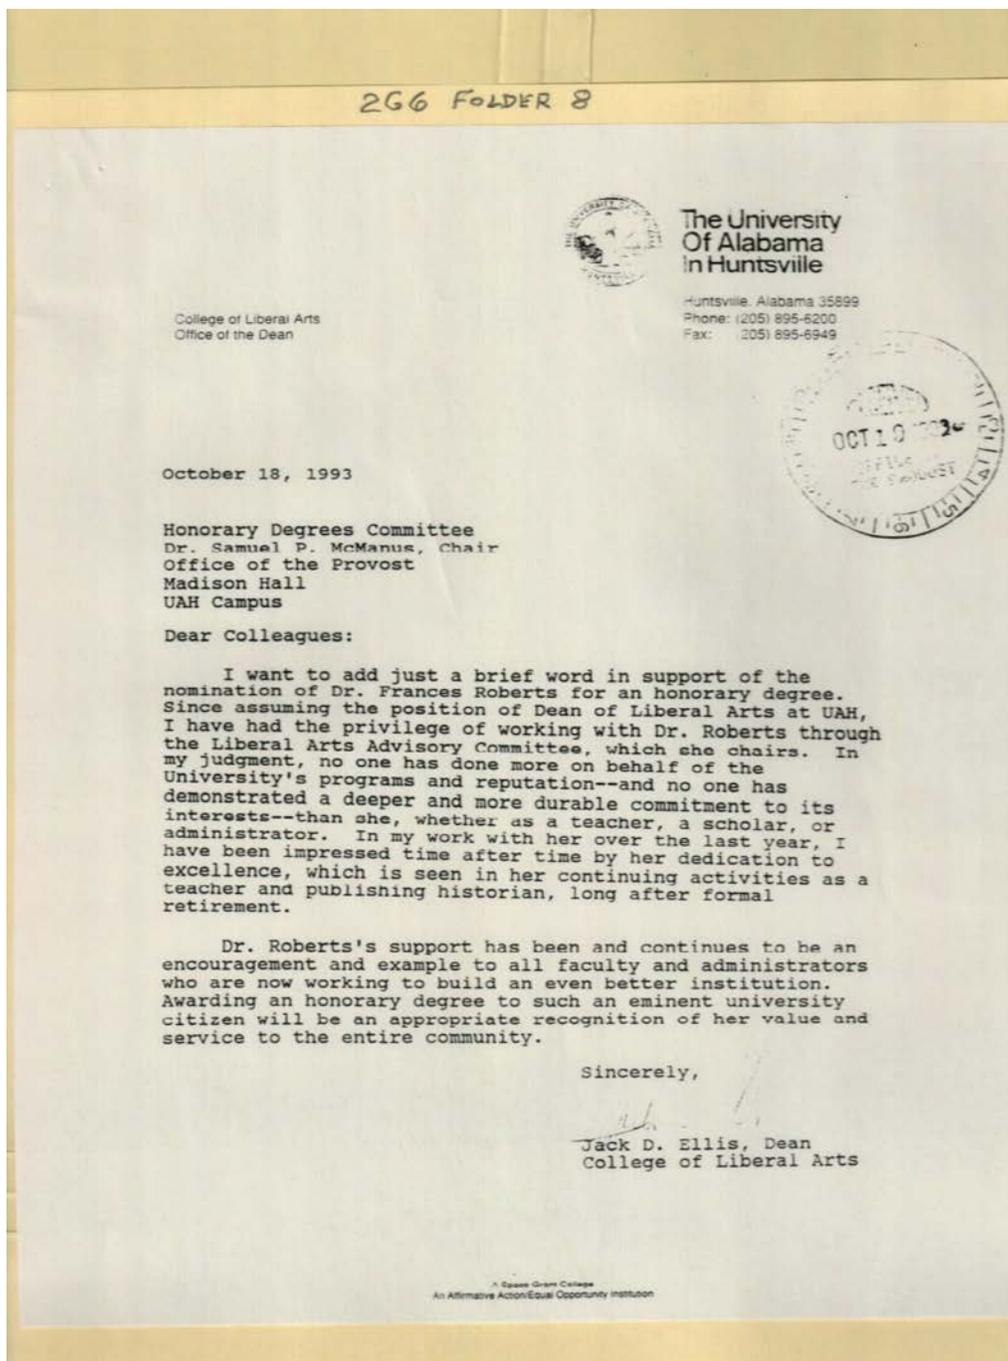 2G6 FOLDER 8
The University
Of Alabama
In Huntsville
Huntsville, Alabama 35899
Phone: (205) 895-6200
Fax: (205) 895-6949
College of Liberal Arts
Office of the Dean
OCT 19
October 18, 1993
Honorary Degrees Committee
Dr. Samuel P. McManus, Chair
Office of the Provost
Madison Hall
UAH Campus
Dear Colleagues:
I want to add just a brief word in support of the
nomination of Dr. Frances Roberts for an honorary degree.
Since assuming the position of Dean of Liberal Arts at UAH,
I have had the privilege of working with Dr. Roberts through
the Liberal Arts Advisory Committee, which she chairs. In
my judgment, no one has done more on behalf of the
University's programs and reputation--and no one has
demonstrated a deeper and more durable commitment to its
interests--than she, whether as a teacher, a scholar, or
administrator. In my work with her over the last year, I
have been impressed time after time by her dedication to
excellence, which is seen in her continuing activities as a
teacher and publishing historian, long after formal
retirement.
Dr. Roberts's support has been and continues to be an
encouragement and example to all faculty and administrators
who are now working to build an even better institution.
Awarding an honorary degree to such an eminent university
citizen will be an appropriate recognition of her value and
service to the entire community.
Sincerely,
Jack D. Ellis, Dean
College of Liberal Arts
A Space Grant College
An Affirmative Action/Equal Opportunity Institution